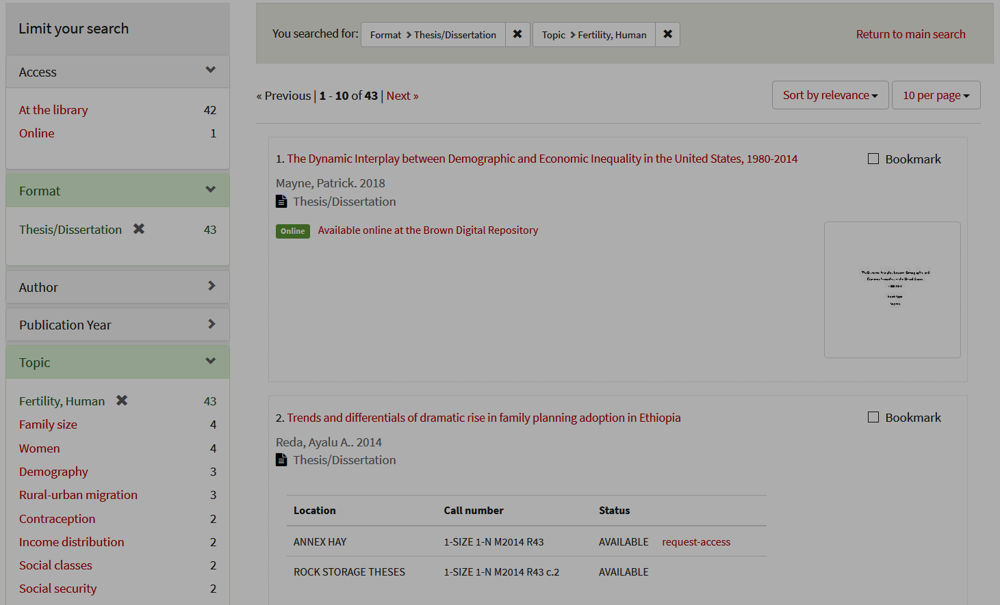 Limit your search
Access
At the library 42
Online 1
Format
Thesis/Dissertation ✖ 43
Author
Publication Year
Topic
Fertility, Human ✖ 43
Family size 4
Women 4
Demography 3
Rural-urban migration 3
Contraception 2
Income distribution 2
Social classes 2
Social security 2
You searched for: Format > Thesis/Dissertation ✖ Topic > Fertility, Human ✖ Return to main search
« Previous | 1 - 10 of 43 | Next » Sort by relevance 10 per page
1. The Dynamic Interplay between Demographic and Economic Inequality in the United States, 1980-2014 Bookmark
Mayne, Patrick. 2018
Thesis/Dissertation
Online Available online at the Brown Digital Repository
2. Trends and differentials of dramatic rise in family planning adoption in Ethiopia Bookmark
Reda, Ayalu A.. 2014
Thesis/Dissertation
Location Call number Status
ANNEX HAY 1-SIZE 1-N M2014 R43 AVAILABLE request-access
ROCK STORAGE THESES 1-SIZE 1-N M2014 R43 c.2 AVAILABLE